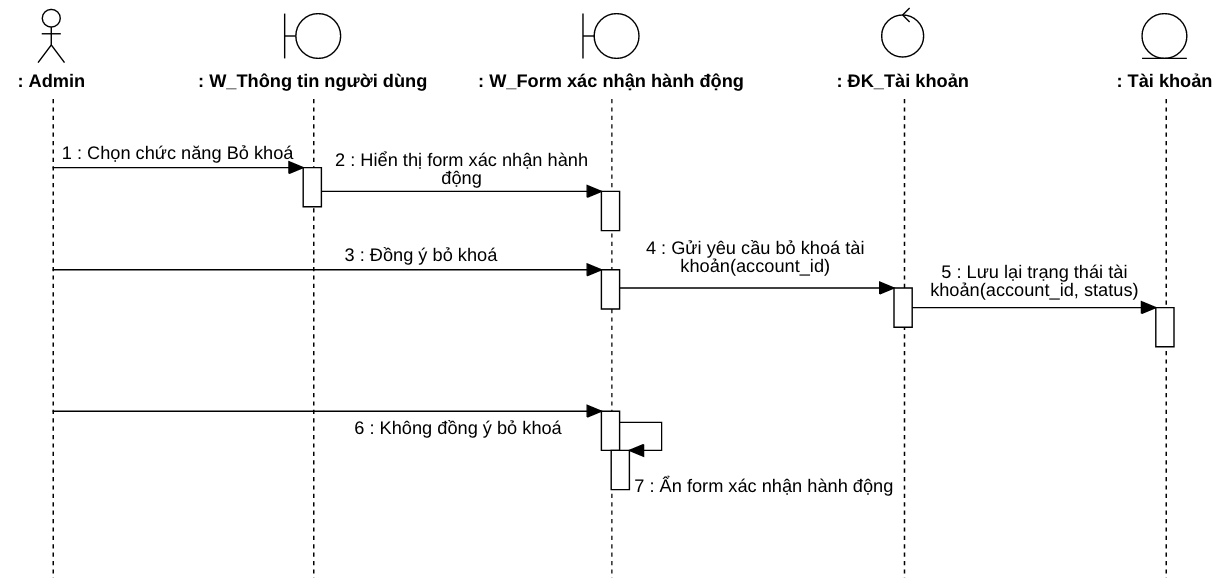 : Admin
: W_Thông tin người dùng
: W_Form xác nhận hành động
: ĐK_Tài khoản
: Tài khoản
1 : Chọn chức năng Bỏ khoá
2 : Hiển thị form xác nhận hành
động
3 : Đồng ý bỏ khoá
4 : Gửi yêu cầu bỏ khoá tài
khoản(account_id)
5 : Lưu lại trạng thái tài
khoản(account_id, status)
6 : Không đồng ý bỏ khoá
7 : Ẩn form xác nhận hành động